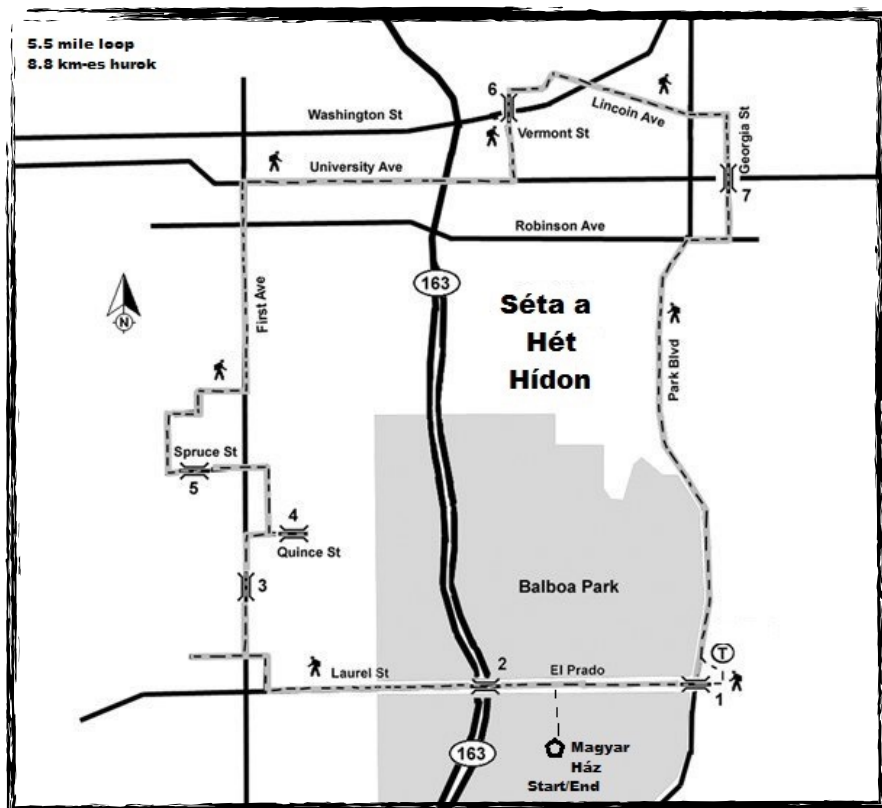 5.5 mile loop
8.8 km-es hurok
6
Washington St
Vermont St
Lincoln Ave
Georgia St
University Ave
7
Robinson Ave
163
Séta a
Hét
Hídon
N
First Ave
Park Blvd
Spruce St
5
4
Quince St
3
Balboa Park
T
2
El Prado
Laurel St
1
163
Magyar
Ház
Start/End